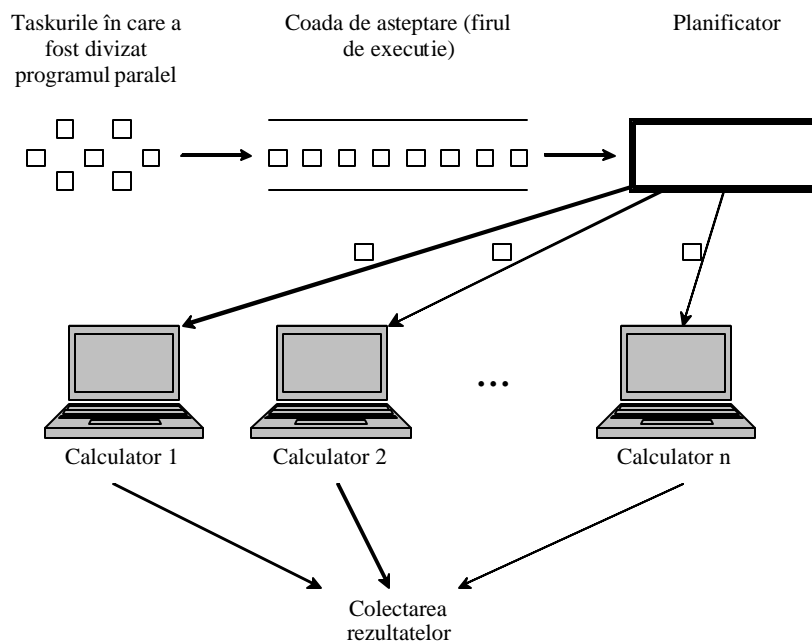 Taskurile în care a
fost divizat
programul paralel
Coada de asteptare (firul
de executie)
Planificator
...
Calculator 1
Calculator 2
Calculator n
Colectarea
rezultatelor